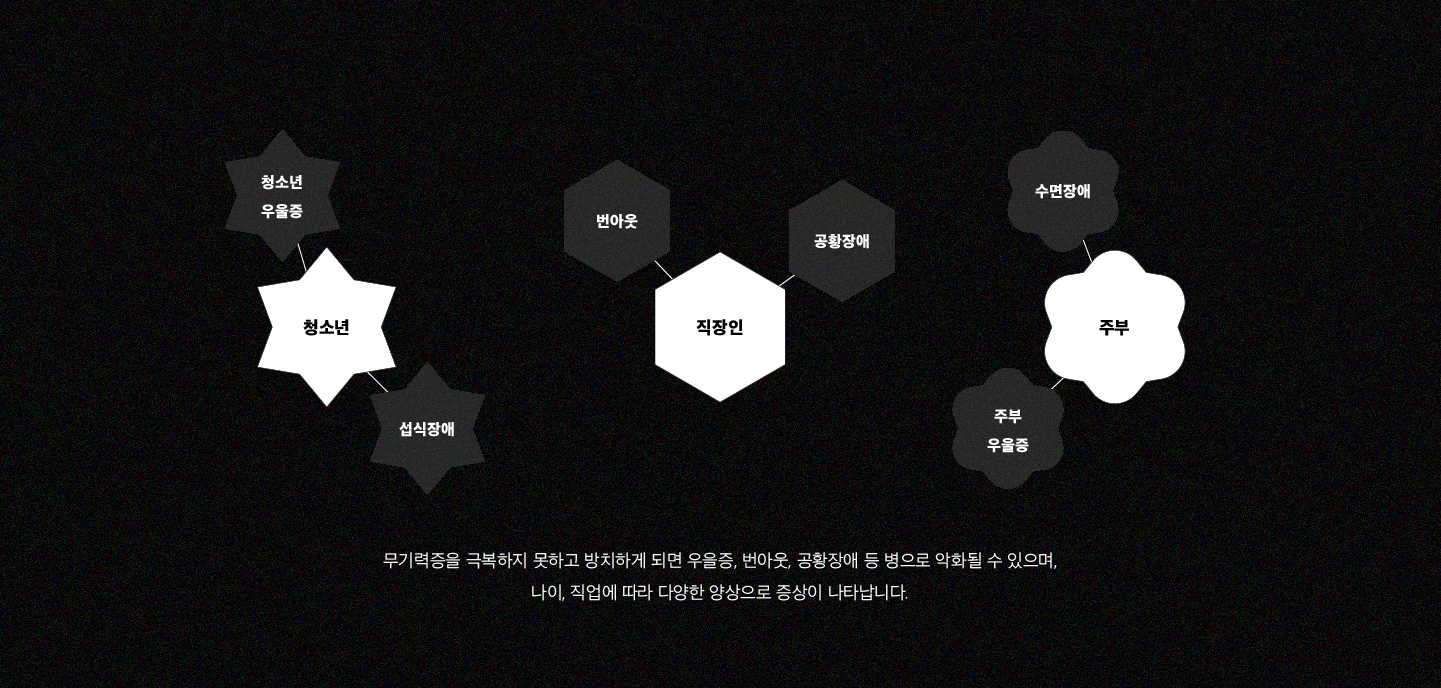 청소년
우울증
청소년
섭식장애
번아웃
공황장애
직장인
수면장애
주부
주부
우울증
무기력증을 극복하지 못하고 방치하게 되면 우울증, 번아웃, 공황장애 등 병으로 악화될 수 있으며,
나이, 직업에 따라 다양한 양상으로 증상이 나타납니다.